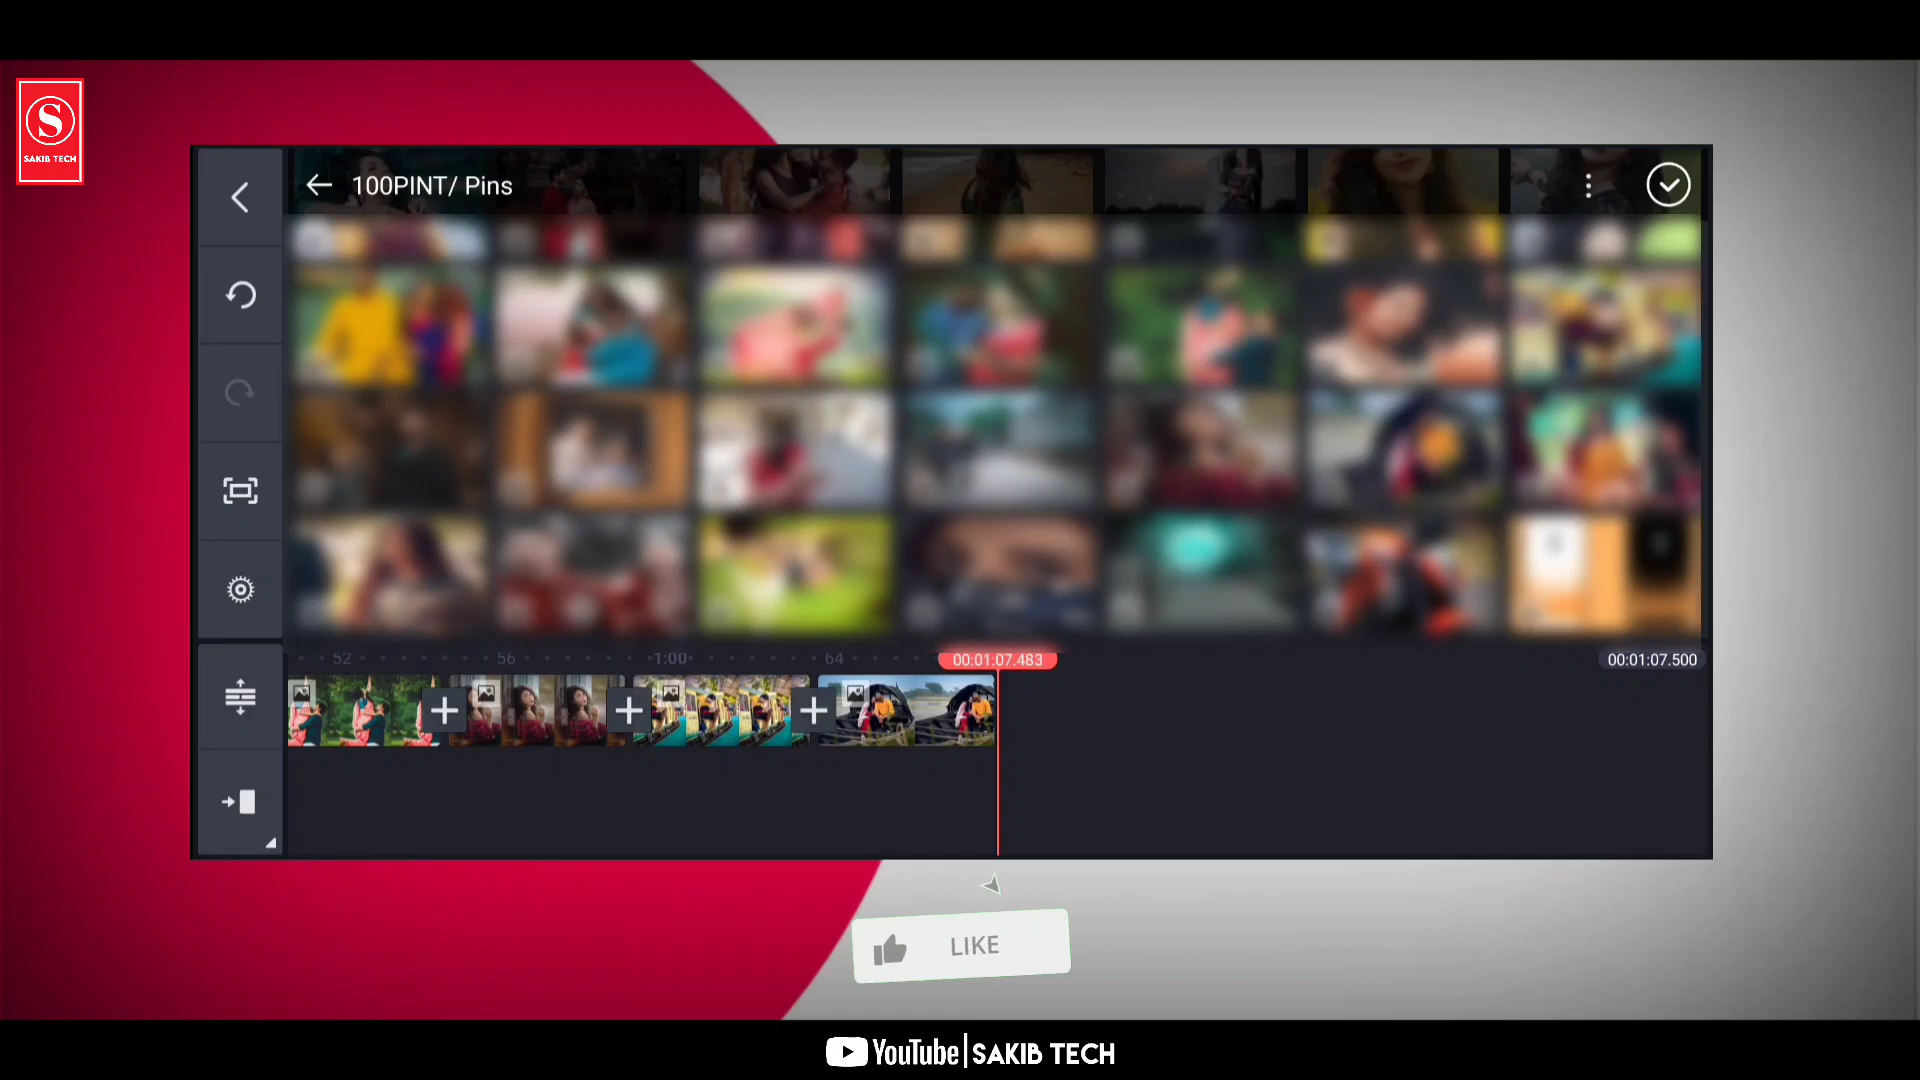 S
SAKIB TECH
100PINT/ Pins
52
56
1:00
64
00:01:07.483
00:01:07.500
LIKE
YouTube|SAKIB TECH